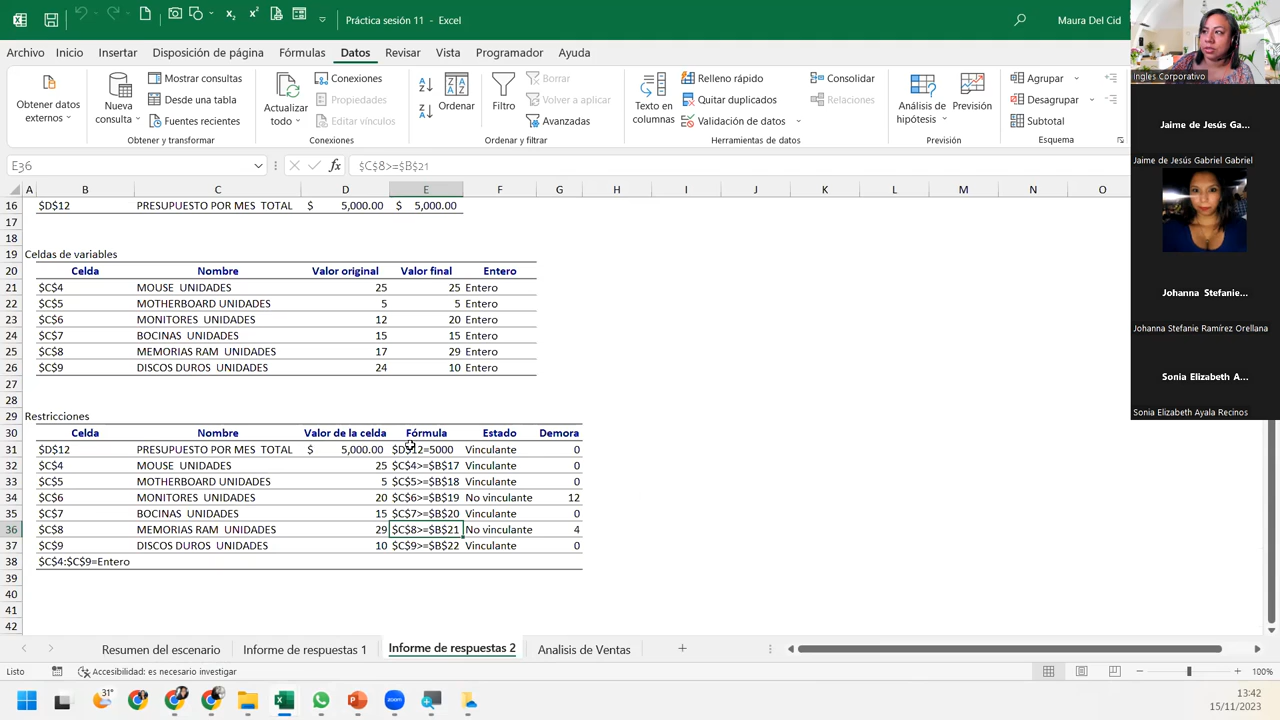 Práctica sesión 11 - Excel
Maura Del Cid
Archivo Inicio Insertar Disposición de página Fórmulas Datos Revisar Vista Programador Ayuda
Obtener datos externos
Nueva consulta
Mostrar consultas
Desde una tabla
Fuentes recientes
Obtener y transformar
Actualizar todo
Conexiones
Propiedades
Editar vínculos
Conexiones
Ordenar
Filtro
Borrar
Volver a aplicar
Avanzadas
Ordenar y filtrar
Texto en columnas
Relleno rápido
Quitar duplicados
Validación de datos
Consolidar
Relaciones
Herramientas de datos
Análisis de hipótesis
Previsión
Previsión
Agrupar
Desagrupar
Subtotal
Esquema
E36 fx $C$8>=$B$21
A B C D E F G H I J K L M N O
16 $D$12 PRESUPUESTO POR MES TOTAL $ 5,000.00 $ 5,000.00
17
18
19 Celdas de variables
20 Celda Nombre Valor original Valor final Entero
21 $C$4 MOUSE UNIDADES 25 25 Entero
22 $C$5 MOTHERBOARD UNIDADES 5 5 Entero
23 $C$6 MONITORES UNIDADES 12 20 Entero
24 $C$7 BOCINAS UNIDADES 15 15 Entero
25 $C$8 MEMORIAS RAM UNIDADES 17 29 Entero
26 $C$9 DISCOS DUROS UNIDADES 24 10 Entero
27
28
29 Restricciones
30 Celda Nombre Valor de la celda Fórmula Estado Demora
31 $D$12 PRESUPUESTO POR MES TOTAL $ 5,000.00 $D$12=5000 Vinculante 0
32 $C$4 MOUSE UNIDADES 25 $C$4>=$B$17 Vinculante 0
33 $C$5 MOTHERBOARD UNIDADES 5 $C$5>=$B$18 Vinculante 0
34 $C$6 MONITORES UNIDADES 20 $C$6>=$B$19 No vinculante 12
35 $C$7 BOCINAS UNIDADES 15 $C$7>=$B$20 Vinculante 0
36 $C$8 MEMORIAS RAM UNIDADES 29 $C$8>=$B$21 No vinculante 4
37 $C$9 DISCOS DUROS UNIDADES 10 $C$9>=$B$22 Vinculante 0
38 $C$4:$C$9=Entero
39
40
41
42
Ingles Corporativo
Jaime de Jesús Ga...
Jaime de Jesús Gabriel Gabriel
Johanna Stefanie...
Johanna Stefanie Ramírez Orellana
Sonia Elizabeth A...
Sonia Elizabeth Ayala Recinos
Resumen del escenario Informe de respuestas 1 Informe de respuestas 2 Analisis de Ventas
Listo Accesibilidad: es necesario investigar 100%
31°
zoom
13:42
15/11/2023